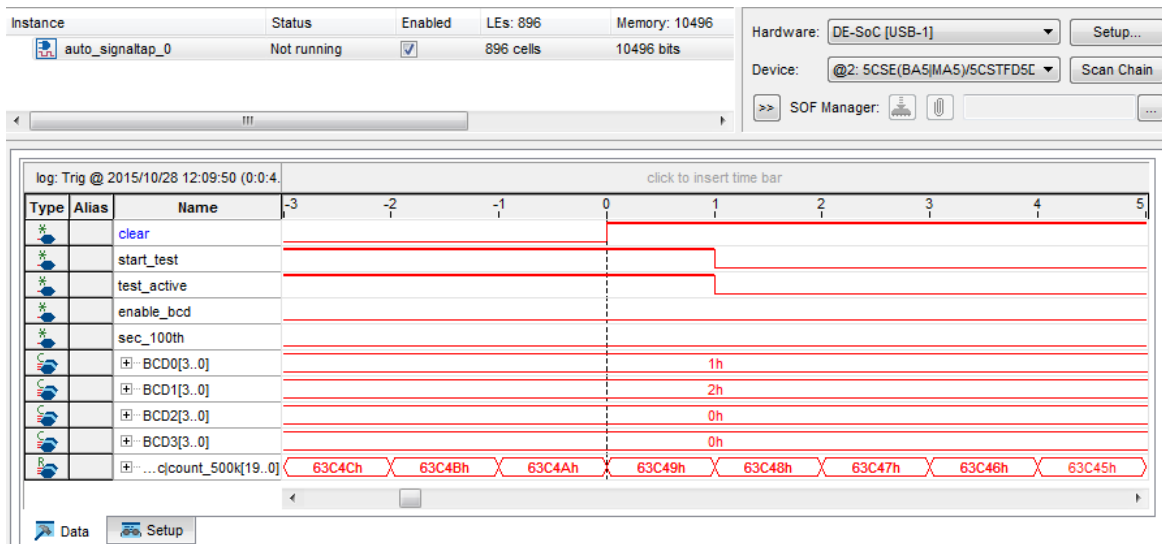 Instance Status Enabled LEs: 896 Memory: 10496
auto_signaltap_0 Not running 896 cells 10496 bits
Hardware: DE-SoC [USB-1] Setup...
Device: @2: 5CSE(BA5|MA5)/5CSTFD5D Scan Chain
>> SOF Manager: ...
log: Trig @ 2015/10/28 12:09:50 (0:0:4. click to insert time bar
Type Alias Name -3 -2 -1 0 1 2 3 4 5
clear
start_test
test_active
enable_bcd
sec_100th
BCD0[3..0] 1h
BCD1[3..0] 2h
BCD2[3..0] 0h
BCD3[3..0] 0h
...c|count_500k[19..0] 63C4Ch 63C4Bh 63C4Ah 63C49h 63C48h 63C47h 63C46h 63C45h
Data Setup